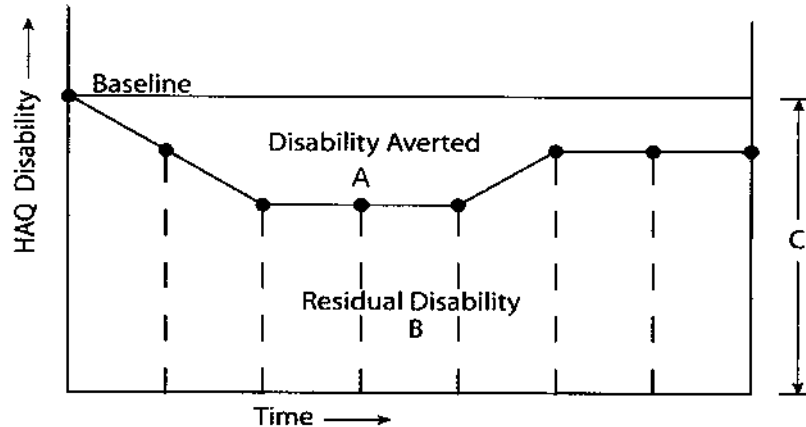 Baseline
Disability Averted
A
HAQ Disability
C
Residual Disability
B
Time